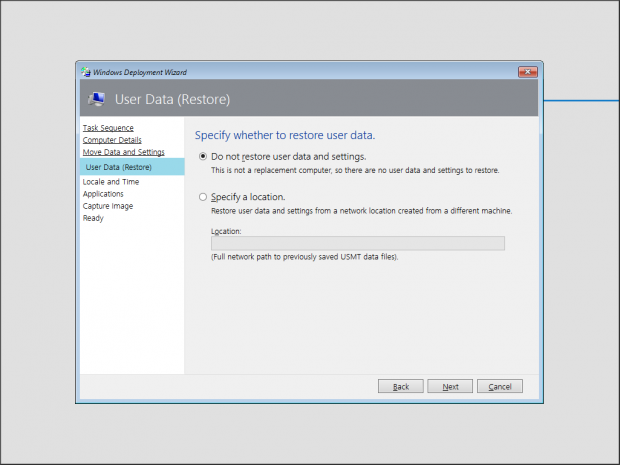 Windows Deployment Wizard
User Data (Restore)
Task Sequence
Computer Details
Move Data and Settings
User Data (Restore)
Locale and Time
Applications
Capture Image
Ready
Specify whether to restore user data.
Do not restore user data and settings.
This is not a replacement computer, so there are no user data and settings to restore.
Specify a location.
Restore user data and settings from a network location created from a different machine.
Location:
(Full network path to previously saved USMT data files).
Back Next Cancel